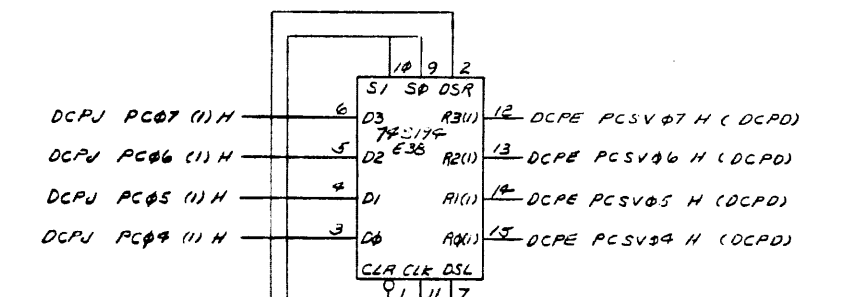 1Φ 9 2
S1 SΦ DSR
DCPJ PCΦ7 (1) H 6 D3 R3(1) 12 DCPE PCSVΦ7 H (DCPD)
74S194
DCPJ PCΦ6 (1) H 5 D2 E38 R2(1) 13 DCPE PCSVΦ6 H (DCPD)
DCPJ PCΦ5 (1) H 4 D1 R1(1) 14 DCPE PCSVΦ5 H (DCPD)
DCPJ PCΦ4 (1) H 3 DΦ RΦ(1) 15 DCPE PCSVΦ4 H (DCPD)
CLR CLK DSL
1 11 7